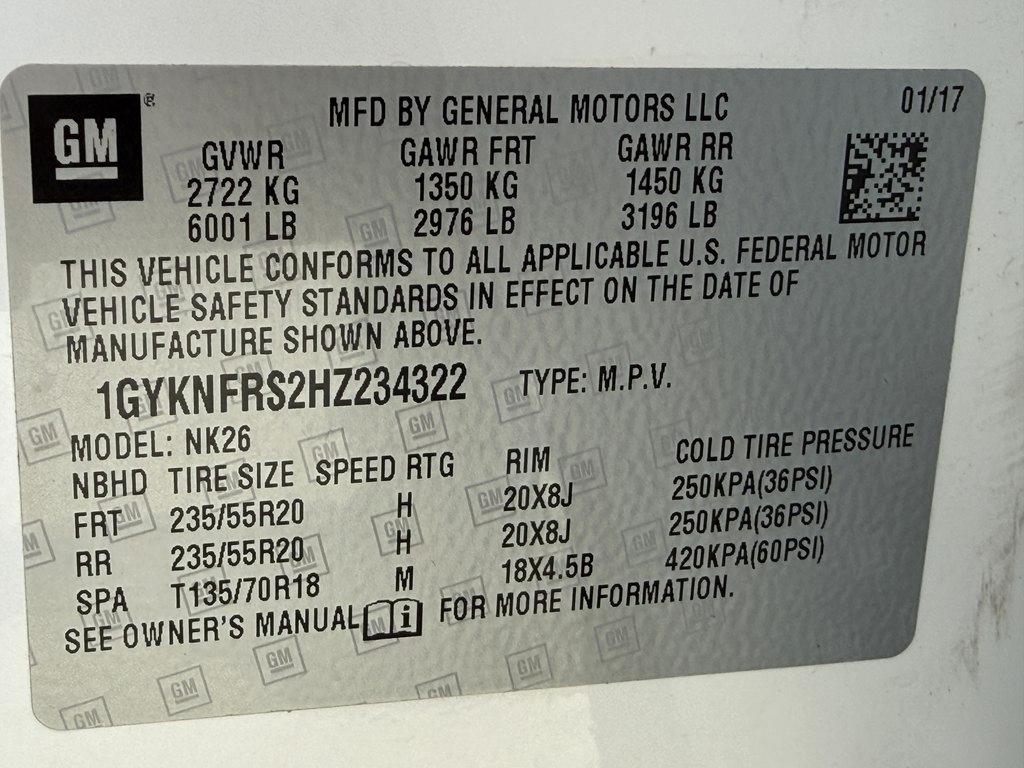 GM
MFD BY GENERAL MOTORS LLC 01/17
GVWR GAWR FRT GAWR RR
2722 KG 1350 KG 1450 KG
6001 LB 2976 LB 3196 LB
THIS VEHICLE CONFORMS TO ALL APPLICABLE U.S. FEDERAL MOTOR
VEHICLE SAFETY STANDARDS IN EFFECT ON THE DATE OF
MANUFACTURE SHOWN ABOVE.
1GYKNFRS2HZ234322 TYPE: M.P.V.
MODEL: NK26
NBHD TIRE SIZE SPEED RTG RIM COLD TIRE PRESSURE
FRT 235/55R20 H 20X8J 250KPA(36PSI)
RR 235/55R20 H 20X8J 250KPA(36PSI)
SPA T135/70R18 M 18X4.5B 420KPA(60PSI)
SEE OWNER'S MANUAL i FOR MORE INFORMATION.